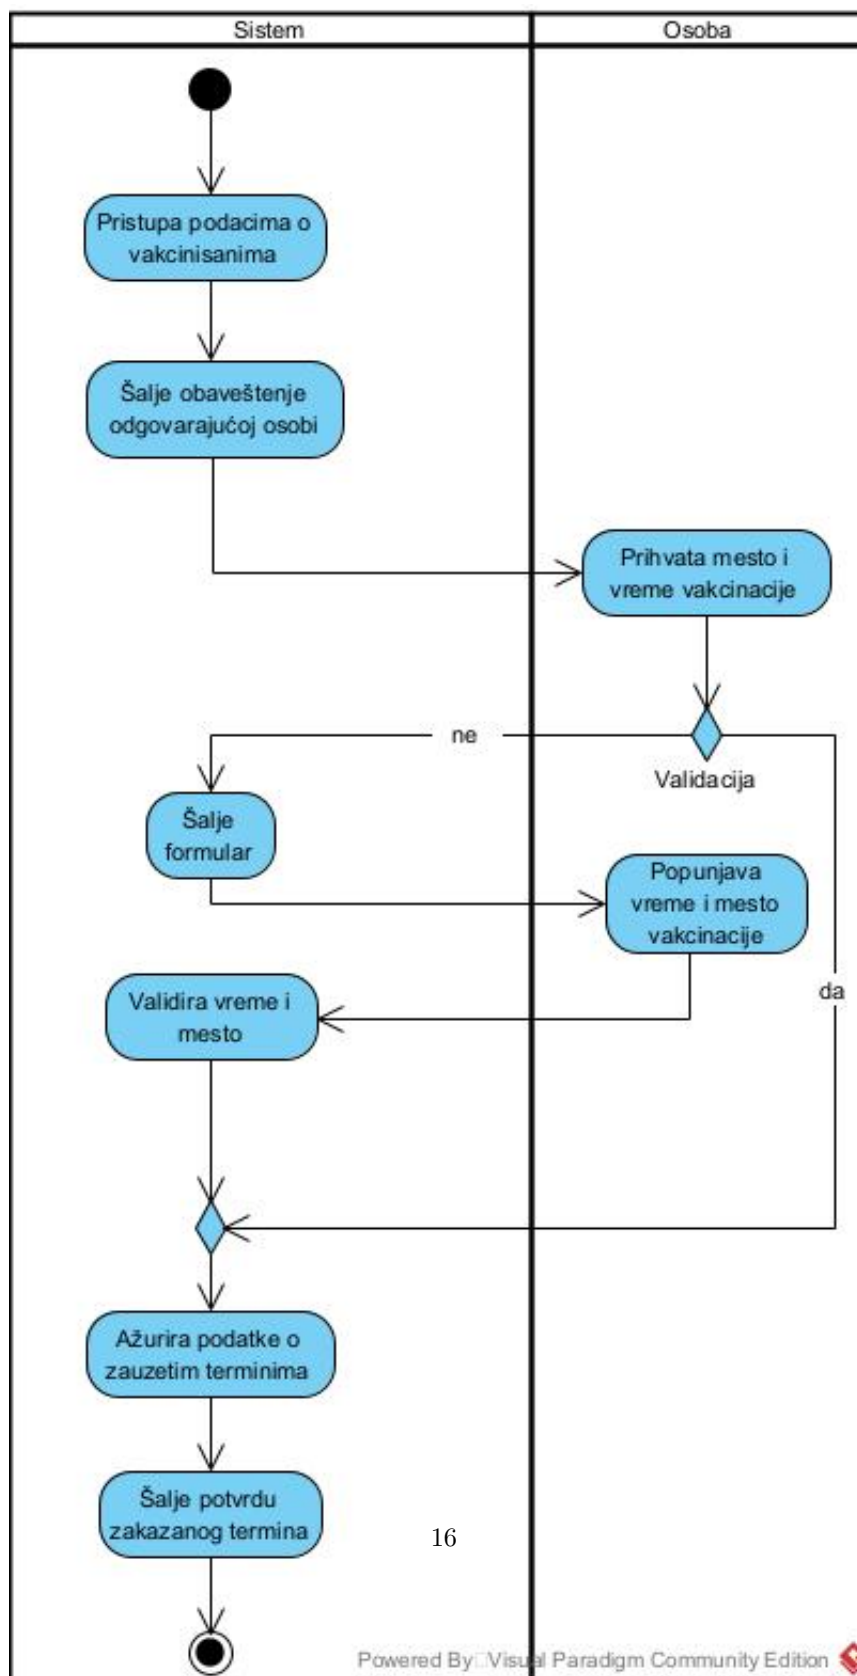 Sistem
Osoba
Pristupa podacima o
vakcinisanima
Šalje obaveštenje
odgovarajućoj osobi
Prihvata mesto i
vreme vakcinacije
ne
Validacija
Šalje
formular
Popunjava
vreme i mesto
vakcinacije
da
Validira vreme i
mesto
Ažurira podatke o
zauzetim terminima
Šalje potvrdu
zakazanog termina
16
Powered By Visual Paradigm Community Edition